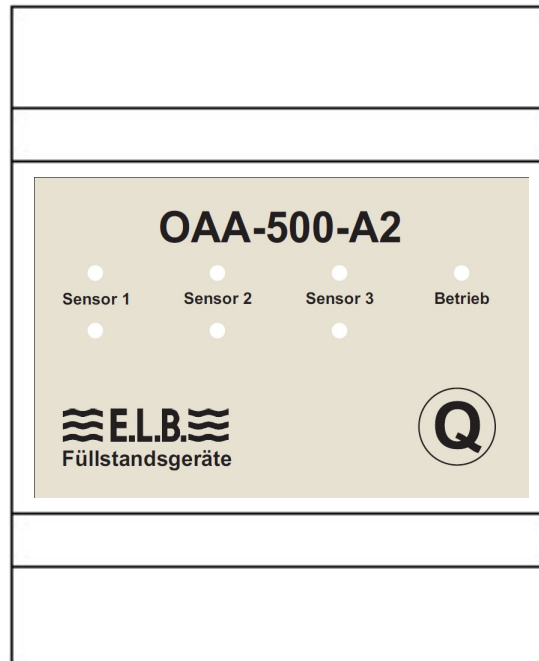 OAA-500-A2
Sensor 1 Sensor 2 Sensor 3 Betrieb
E.L.B.
Füllstandsgeräte
Q